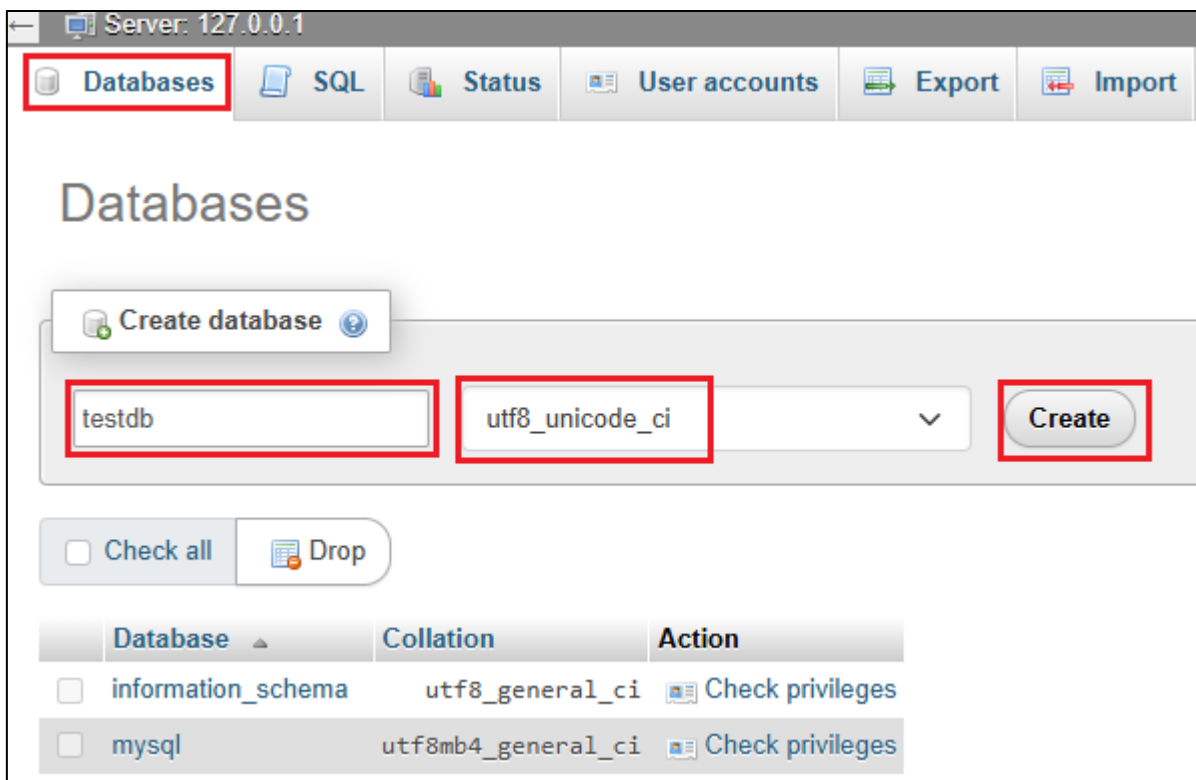 Server: 127.0.0.1
Databases SQL Status User accounts Export Import
Databases
Create database
testdb utf8_unicode_ci Create
Check all Drop
Database Collation Action
information_schema utf8_general_ci Check privileges
mysql utf8mb4_general_ci Check privileges